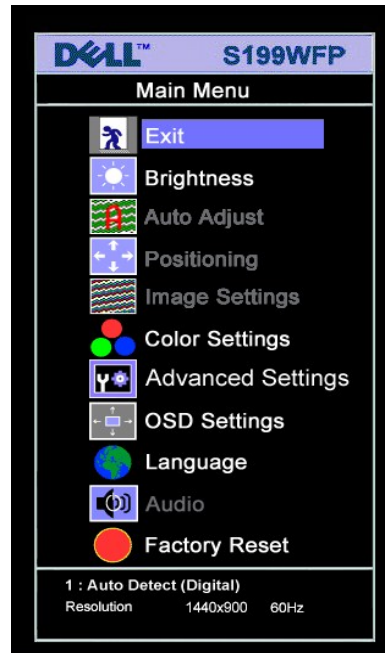 DELL™ S199WFP
Main Menu
Exit
Brightness
Auto Adjust
Positioning
Image Settings
Color Settings
Advanced Settings
OSD Settings
Language
Audio
Factory Reset
1 : Auto Detect (Digital)
Resolution 1440x900 60Hz